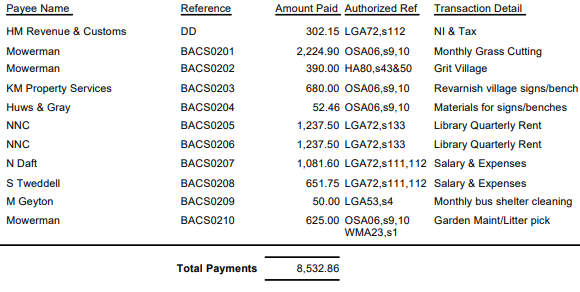 Payee Name Reference Amount Paid Authorized Ref Transaction Detail
HM Revenue & Customs DD 302.15 LGA72,s112 NI & Tax
Mowerman BACS0201 2,224.90 OSA06,s9,10 Monthly Grass Cutting
Mowerman BACS0202 390.00 HA80,s43&50 Grit Village
KM Property Services BACS0203 680.00 OSA06,s9,10 Revarnish village signs/bench
Huws & Gray BACS0204 52.46 OSA06,s9,10 Materials for signs/benches
NNC BACS0205 1,237.50 LGA72,s133 Library Quarterly Rent
NNC BACS0206 1,237.50 LGA72,s133 Library Quarterly Rent
N Daft BACS0207 1,081.60 LGA72,s111,112 Salary & Expenses
S Tweddell BACS0208 651.75 LGA72,s111,112 Salary & Expenses
M Geyton BACS0209 50.00 LGA53,s4 Monthly bus shelter cleaning
Mowerman BACS0210 625.00 OSA06,s9,10 Garden Maint/Litter pick
WMA23,s1
Total Payments 8,532.86